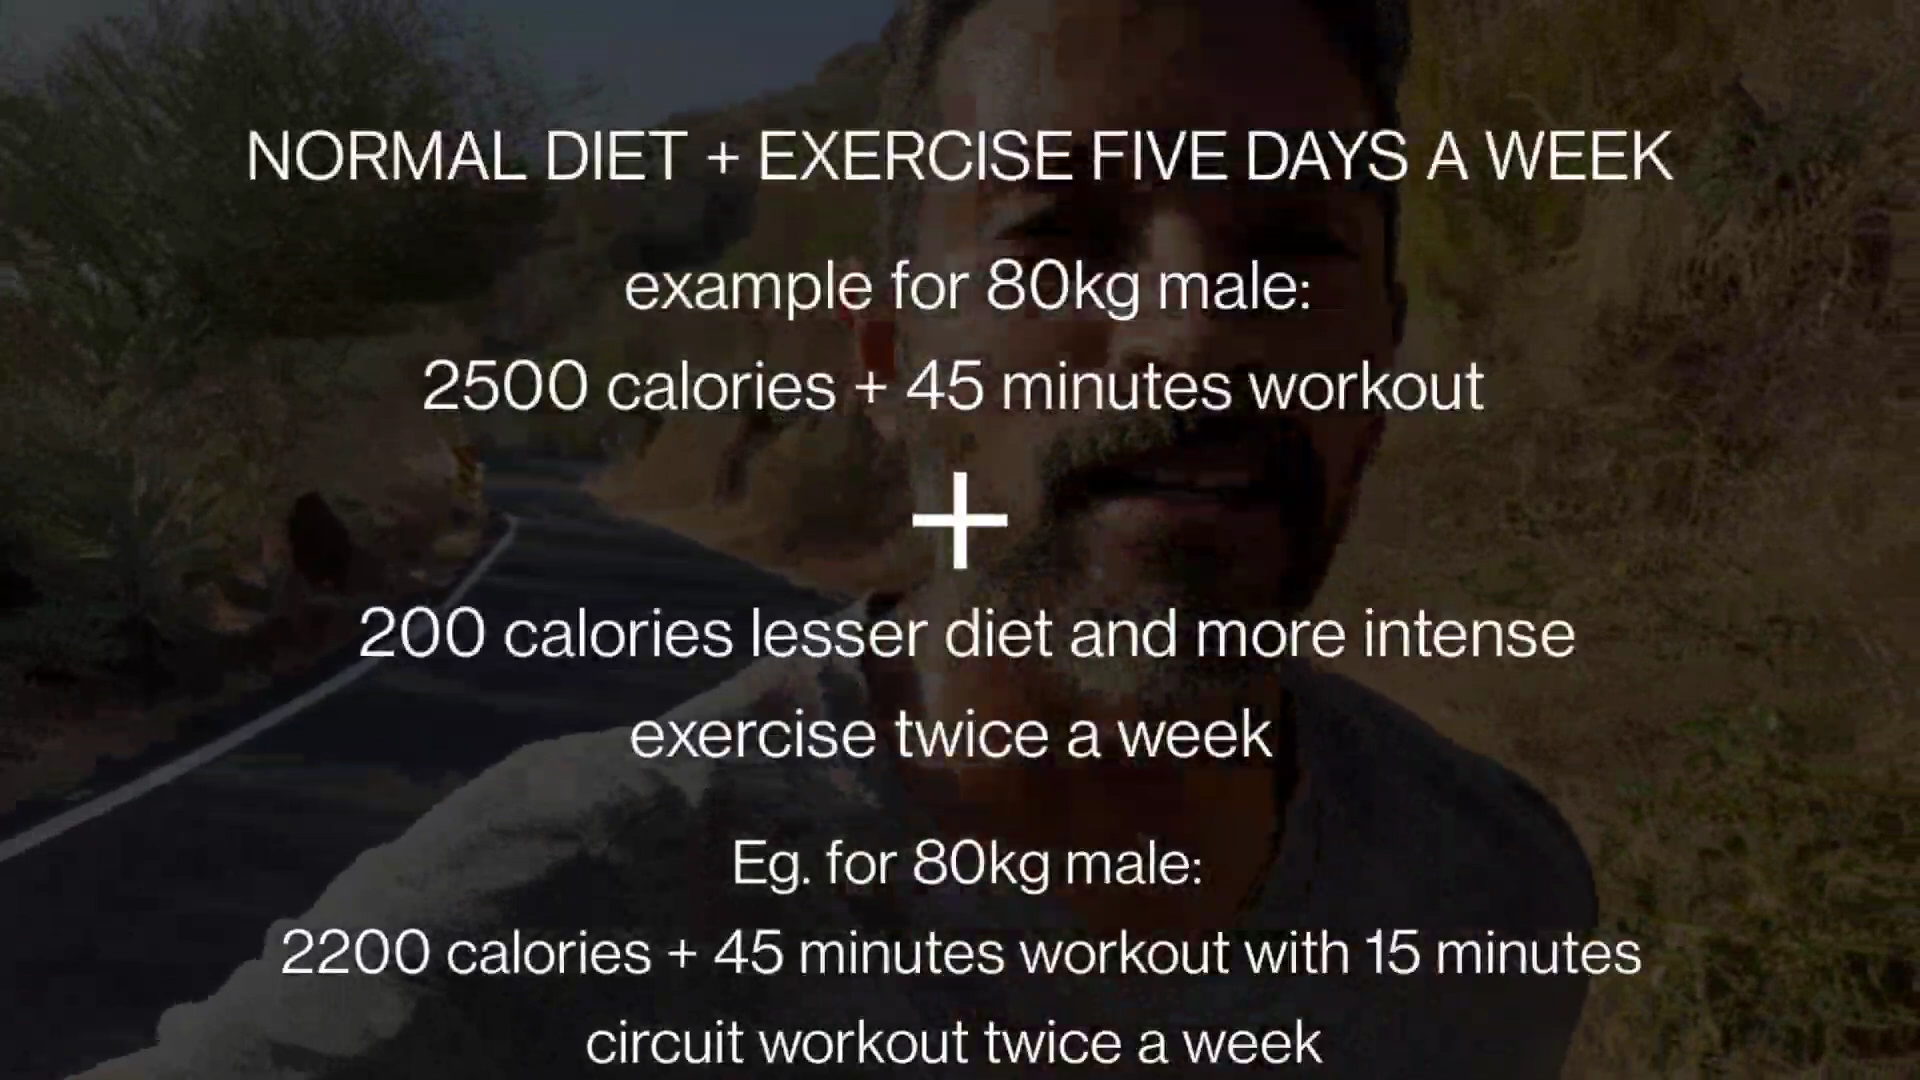 NORMAL DIET + EXERCISE FIVE DAYS A WEEK
example for 80kg male:
2500 calories + 45 minutes workout
+
200 calories lesser diet and more intense
exercise twice a week
Eg. for 80kg male:
2200 calories + 45 minutes workout with 15 minutes
circuit workout twice a week